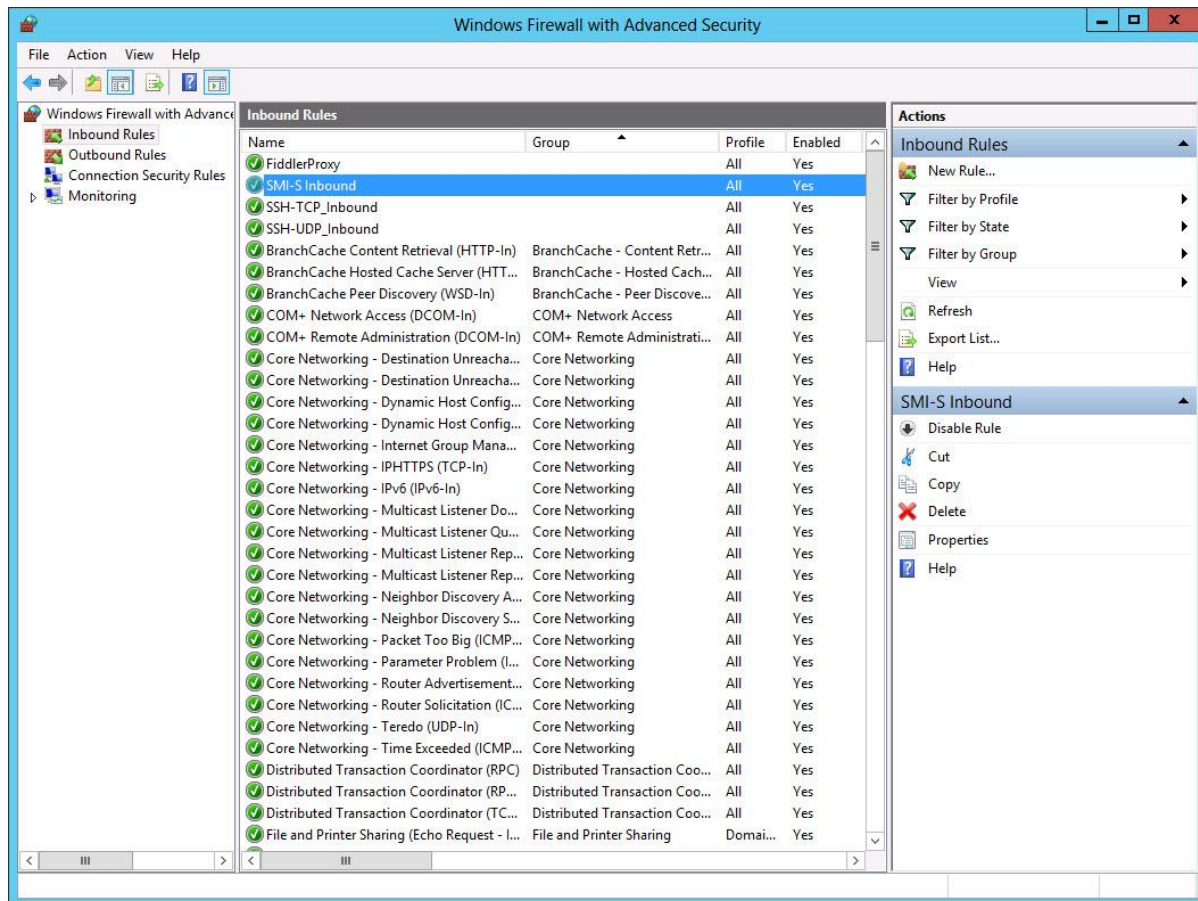 Windows Firewall with Advanced Security
File Action View Help
Windows Firewall with Advance
Inbound Rules
Outbound Rules
Connection Security Rules
Monitoring
Inbound Rules
Name Group Profile Enabled
FiddlerProxy All Yes
SMI-S Inbound All Yes
SSH-TCP_Inbound All Yes
SSH-UDP_Inbound All Yes
BranchCache Content Retrieval (HTTP-In) BranchCache - Content Retr... All Yes
BranchCache Hosted Cache Server (HTT... BranchCache - Hosted Cach... All Yes
BranchCache Peer Discovery (WSD-In) BranchCache - Peer Discove... All Yes
COM+ Network Access (DCOM-In) COM+ Network Access All Yes
COM+ Remote Administration (DCOM-In) COM+ Remote Administrati... All Yes
Core Networking - Destination Unreacha... Core Networking All Yes
Core Networking - Destination Unreacha... Core Networking All Yes
Core Networking - Dynamic Host Config... Core Networking All Yes
Core Networking - Dynamic Host Config... Core Networking All Yes
Core Networking - Internet Group Mana... Core Networking All Yes
Core Networking - IPHTTPS (TCP-In) Core Networking All Yes
Core Networking - IPv6 (IPv6-In) Core Networking All Yes
Core Networking - Multicast Listener Do... Core Networking All Yes
Core Networking - Multicast Listener Qu... Core Networking All Yes
Core Networking - Multicast Listener Rep... Core Networking All Yes
Core Networking - Multicast Listener Rep... Core Networking All Yes
Core Networking - Neighbor Discovery A... Core Networking All Yes
Core Networking - Neighbor Discovery S... Core Networking All Yes
Core Networking - Packet Too Big (ICMP... Core Networking All Yes
Core Networking - Parameter Problem (I... Core Networking All Yes
Core Networking - Router Advertisement... Core Networking All Yes
Core Networking - Router Solicitation (IC... Core Networking All Yes
Core Networking - Teredo (UDP-In) Core Networking All Yes
Core Networking - Time Exceeded (ICMP... Core Networking All Yes
Distributed Transaction Coordinator (RPC) Distributed Transaction Coo... All Yes
Distributed Transaction Coordinator (RP... Distributed Transaction Coo... All Yes
Distributed Transaction Coordinator (TC... Distributed Transaction Coo... All Yes
File and Printer Sharing (Echo Request - I... File and Printer Sharing Domai... Yes
Actions
Inbound Rules
New Rule...
Filter by Profile
Filter by State
Filter by Group
View
Refresh
Export List...
Help
SMI-S Inbound
Disable Rule
Cut
Copy
Delete
Properties
Help